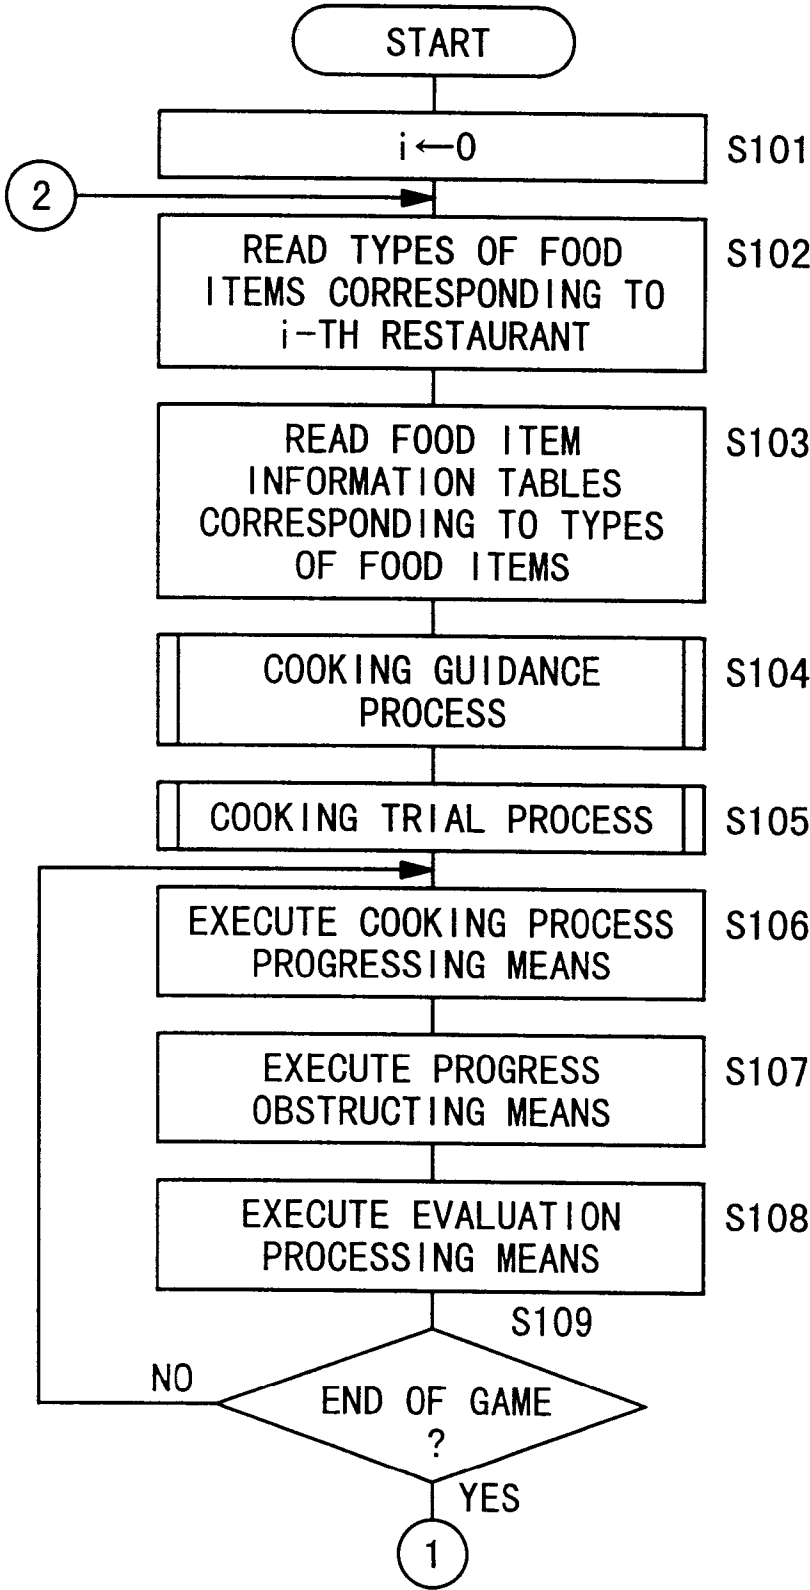 START
i←0
S101
2
READ TYPES OF FOOD
ITEMS CORRESPONDING TO
i-TH RESTAURANT
S102
READ FOOD ITEM
INFORMATION TABLES
CORRESPONDING TO TYPES
OF FOOD ITEMS
S103
COOKING GUIDANCE
PROCESS
S104
COOKING TRIAL PROCESS
S105
EXECUTE COOKING PROCESS
PROGRESSING MEANS
S106
EXECUTE PROGRESS
OBSTRUCTING MEANS
S107
EXECUTE EVALUATION
PROCESSING MEANS
S108
S109
NO
END OF GAME
?
YES
1